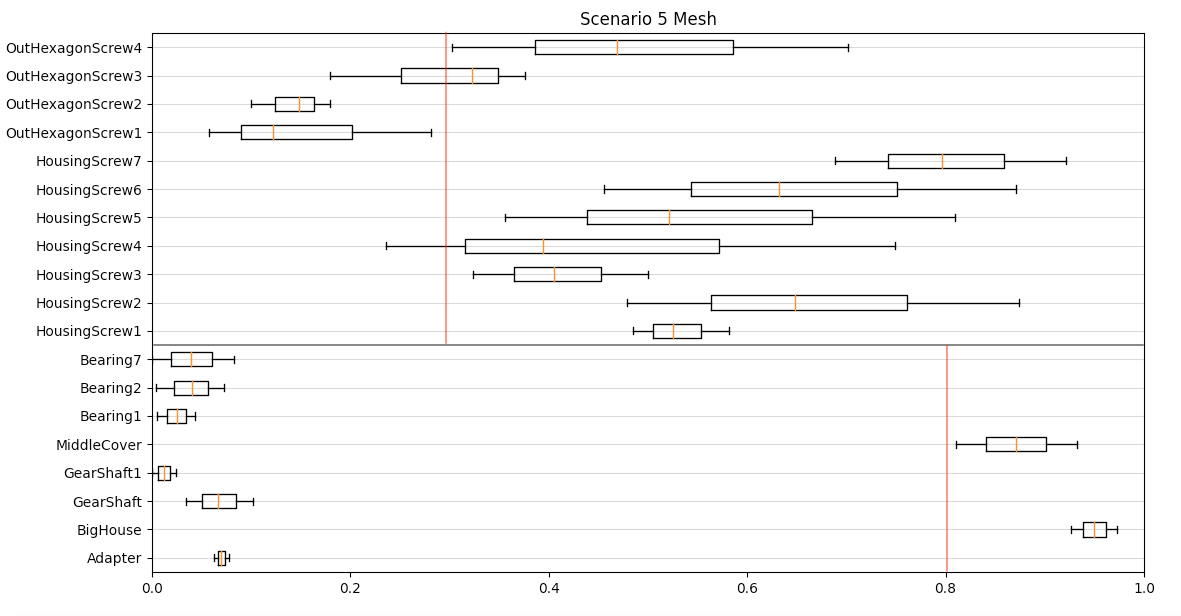 Scenario 5 Mesh
OutHexagonScrew4
OutHexagonScrew3
OutHexagonScrew2
OutHexagonScrew1
HousingScrew7
HousingScrew6
HousingScrew5
HousingScrew4
HousingScrew3
HousingScrew2
HousingScrew1
Bearing7
Bearing2
Bearing1
MiddleCover
GearShaft1
GearShaft
BigHouse
Adapter
0.0 0.2 0.4 0.6 0.8 1.0